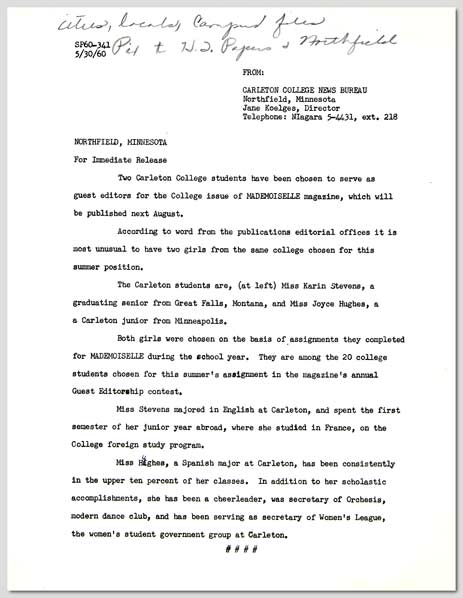 cities, locals, Campus files
SP60-341 Pix to H.T. Papers & Northfield
5/30/60
FROM:
CARLETON COLLEGE NEWS BUREAU
Northfield, Minnesota
Jane Koelges, Director
Telephone: NIagara 5-4431, ext. 218
NORTHFIELD, MINNESOTA
For Immediate Release
Two Carleton College students have been chosen to serve as
guest editors for the College issue of MADEMOISELLE magazine, which will
be published next August.
According to word from the publications editorial offices it is
most unusual to have two girls from the same college chosen for this
summer position.
The Carleton students are, (at left) Miss Karin Stevens, a
graduating senior from Great Falls, Montana, and Miss Joyce Hughes, a
a Carleton junior from Minneapolis.
Both girls were chosen on the basis of assignments they completed
for MADEMOISELLE during the school year. They are among the 20 college
students chosen for this summer's assignment in the magazine's annual
Guest Editorship contest.
Miss Stevens majored in English at Carleton, and spent the first
semester of her junior year abroad, where she studied in France, on the
College foreign study program.
Miss Hughes, a Spanish major at Carleton, has been consistently
in the upper ten percent of her classes. In addition to her scholastic
accomplishments, she has been a cheerleader, was secretary of Orchesis,
modern dance club, and has been serving as secretary of Women's League,
the women's student government group at Carleton.
# # # #